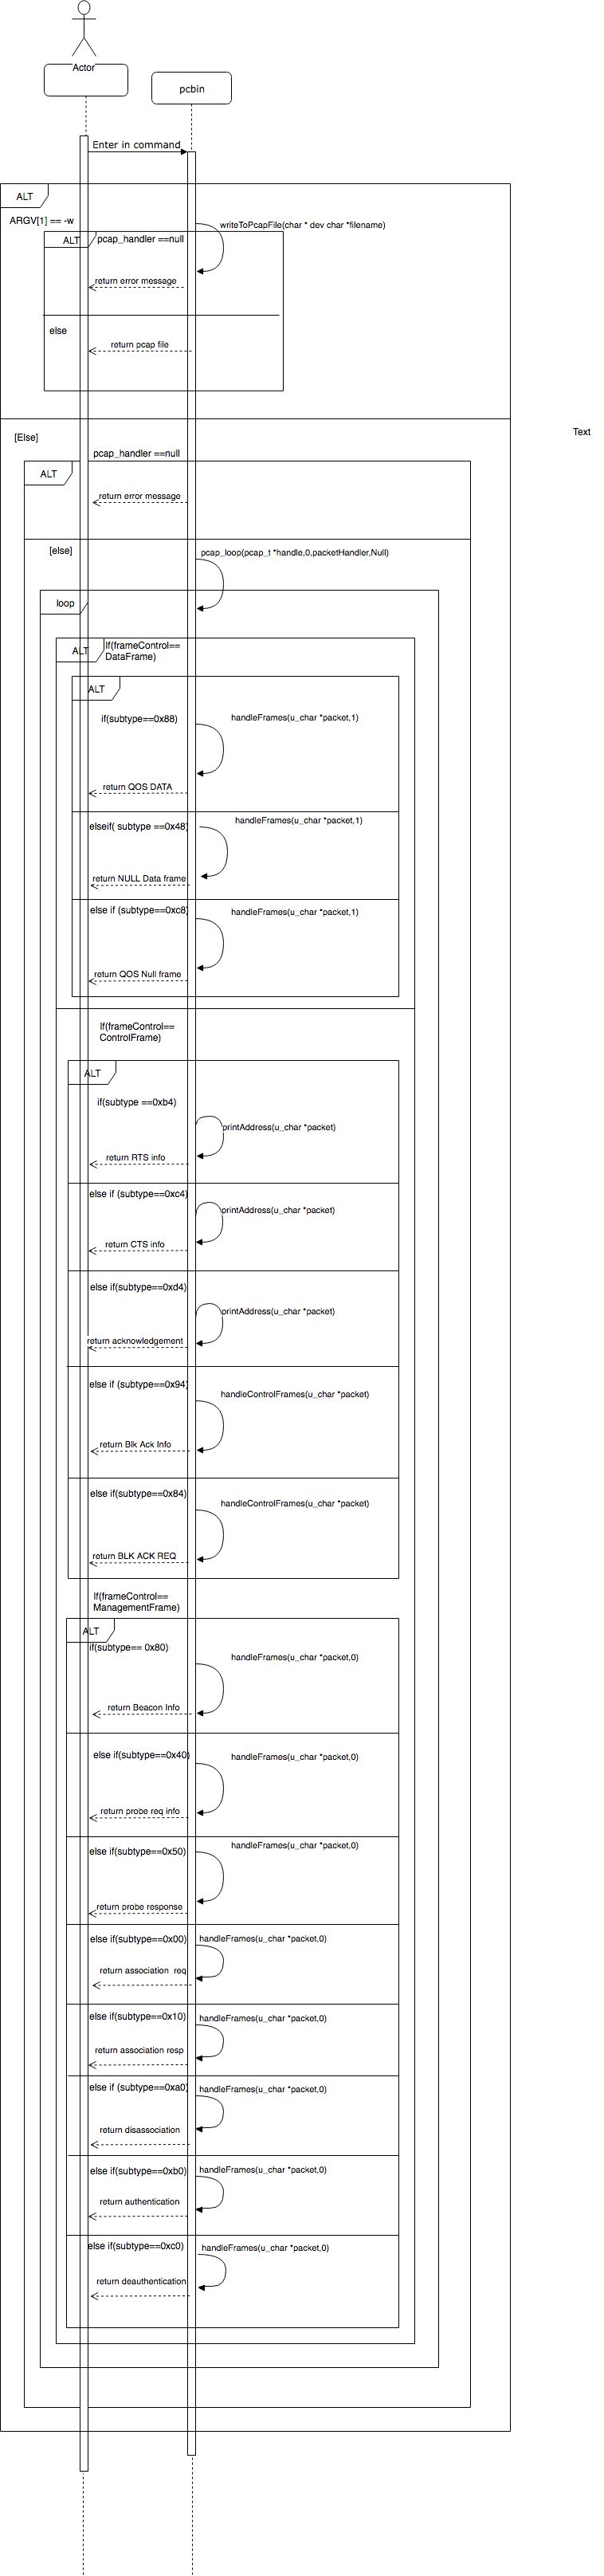 Actor
pcbin
Enter in command
ALT
ARGV[1] == -w
writeToPcapFile(char * dev char *filename)
ALT
pcap_handler ==null
return error message
else
return pcap file
Text
[Else]
pcap_handler ==null
ALT
return error message
[else]
pcap_loop(pcap_t *handle,0,packetHandler,Null)
loop
ALT
If(frameControl==
DataFrame)
ALT
if(subtype==0x88)
handleFrames(u_char *packet,1)
return QOS DATA
elseif( subtype ==0x48)
handleFrames(u_char *packet,1)
return NULL Data frame
else if (subtype==0xc8)
handleFrames(u_char *packet,1)
return QOS Null frame
If(frameControl==
ControlFrame)
ALT
if(subtype ==0xb4)
printAddress(u_char *packet)
return RTS info
else if (subtype==0xc4)
printAddress(u_char *packet)
return CTS info
else if(subtype==0xd4)
printAddress(u_char *packet)
return acknowledgement
else if (subtype==0x94)
handleControlFrames(u_char *packet)
return Blk Ack Info
else if(subtype==0x84)
handleControlFrames(u_char *packet)
return BLK ACK REQ
If(frameControl==
ManagementFrame)
ALT
if(subtype== 0x80)
handleFrames(u_char *packet,0)
return Beacon Info
else if(subtype==0x40)
handleFrames(u_char *packet,0)
return probe req info
else if(subtype==0x50)
handleFrames(u_char *packet,0)
return probe response
else if(subtype==0x00)
handleFrames(u_char *packet,0)
return association req
else if(subtype==0x10)
handleFrames(u_char *packet,0)
return association resp
else if (subtype==0xa0)
handleFrames(u_char *packet,0)
return disassociation
else if(subtype==0xb0)
handleFrames(u_char *packet,0)
return authentication
else if(subtype==0xc0)
handleFrames(u_char *packet,0)
return deauthentication